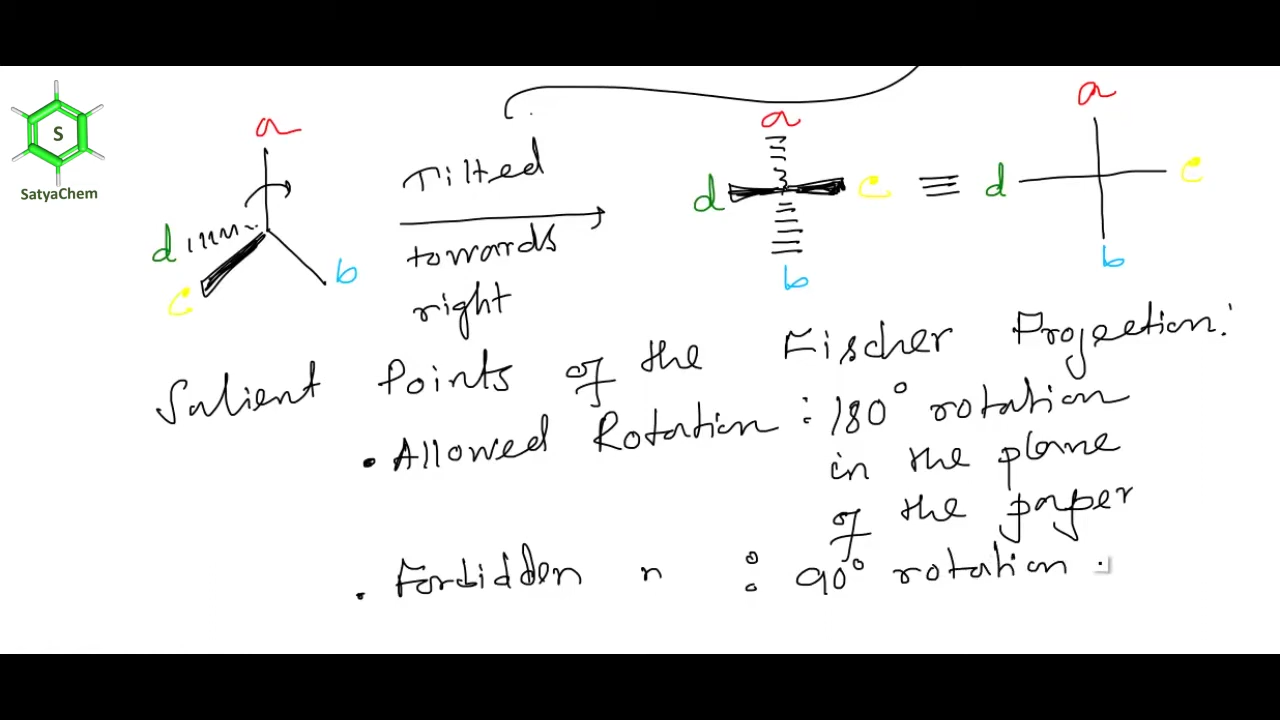 S
SatyaChem
a
d
c
b
Tilted
towards
right
a
d
c
b
≡
a
d
c
b
Salient Points of the Fischer Projection:
• Allowed Rotation : 180° rotation
in the plane
of the paper
• Forbidden n : 90° rotation